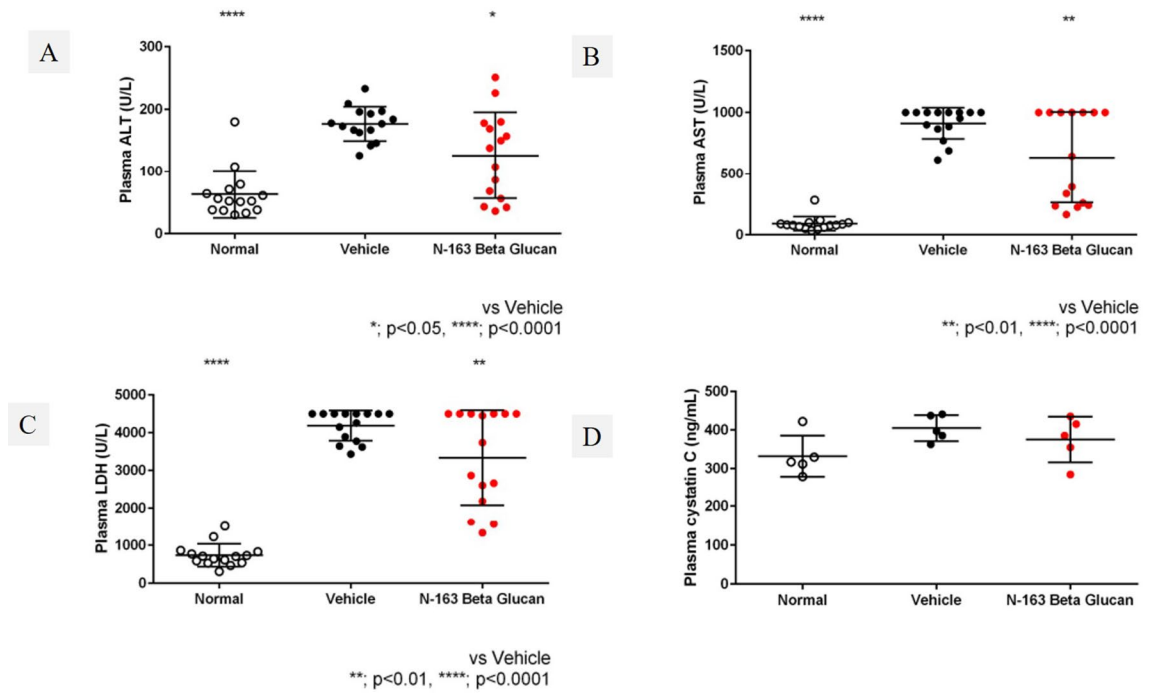 A
**** *
Plasma ALT (U/L)
300
200
100
0
Normal Vehicle N-163 Beta Glucan
vs Vehicle
*; p<0.05, ****; p<0.0001
B
**** **
Plasma AST (U/L)
1500
1000
500
0
Normal Vehicle N-163 Beta Glucan
vs Vehicle
**; p<0.01, ****; p<0.0001
C
**** **
Plasma LDH (U/L)
5000
4000
3000
2000
1000
0
Normal Vehicle N-163 Beta Glucan
vs Vehicle
**; p<0.01, ****; p<0.0001
D
Plasma cystatin C (ng/mL)
500
400
300
200
100
0
Normal Vehicle N-163 Beta Glucan